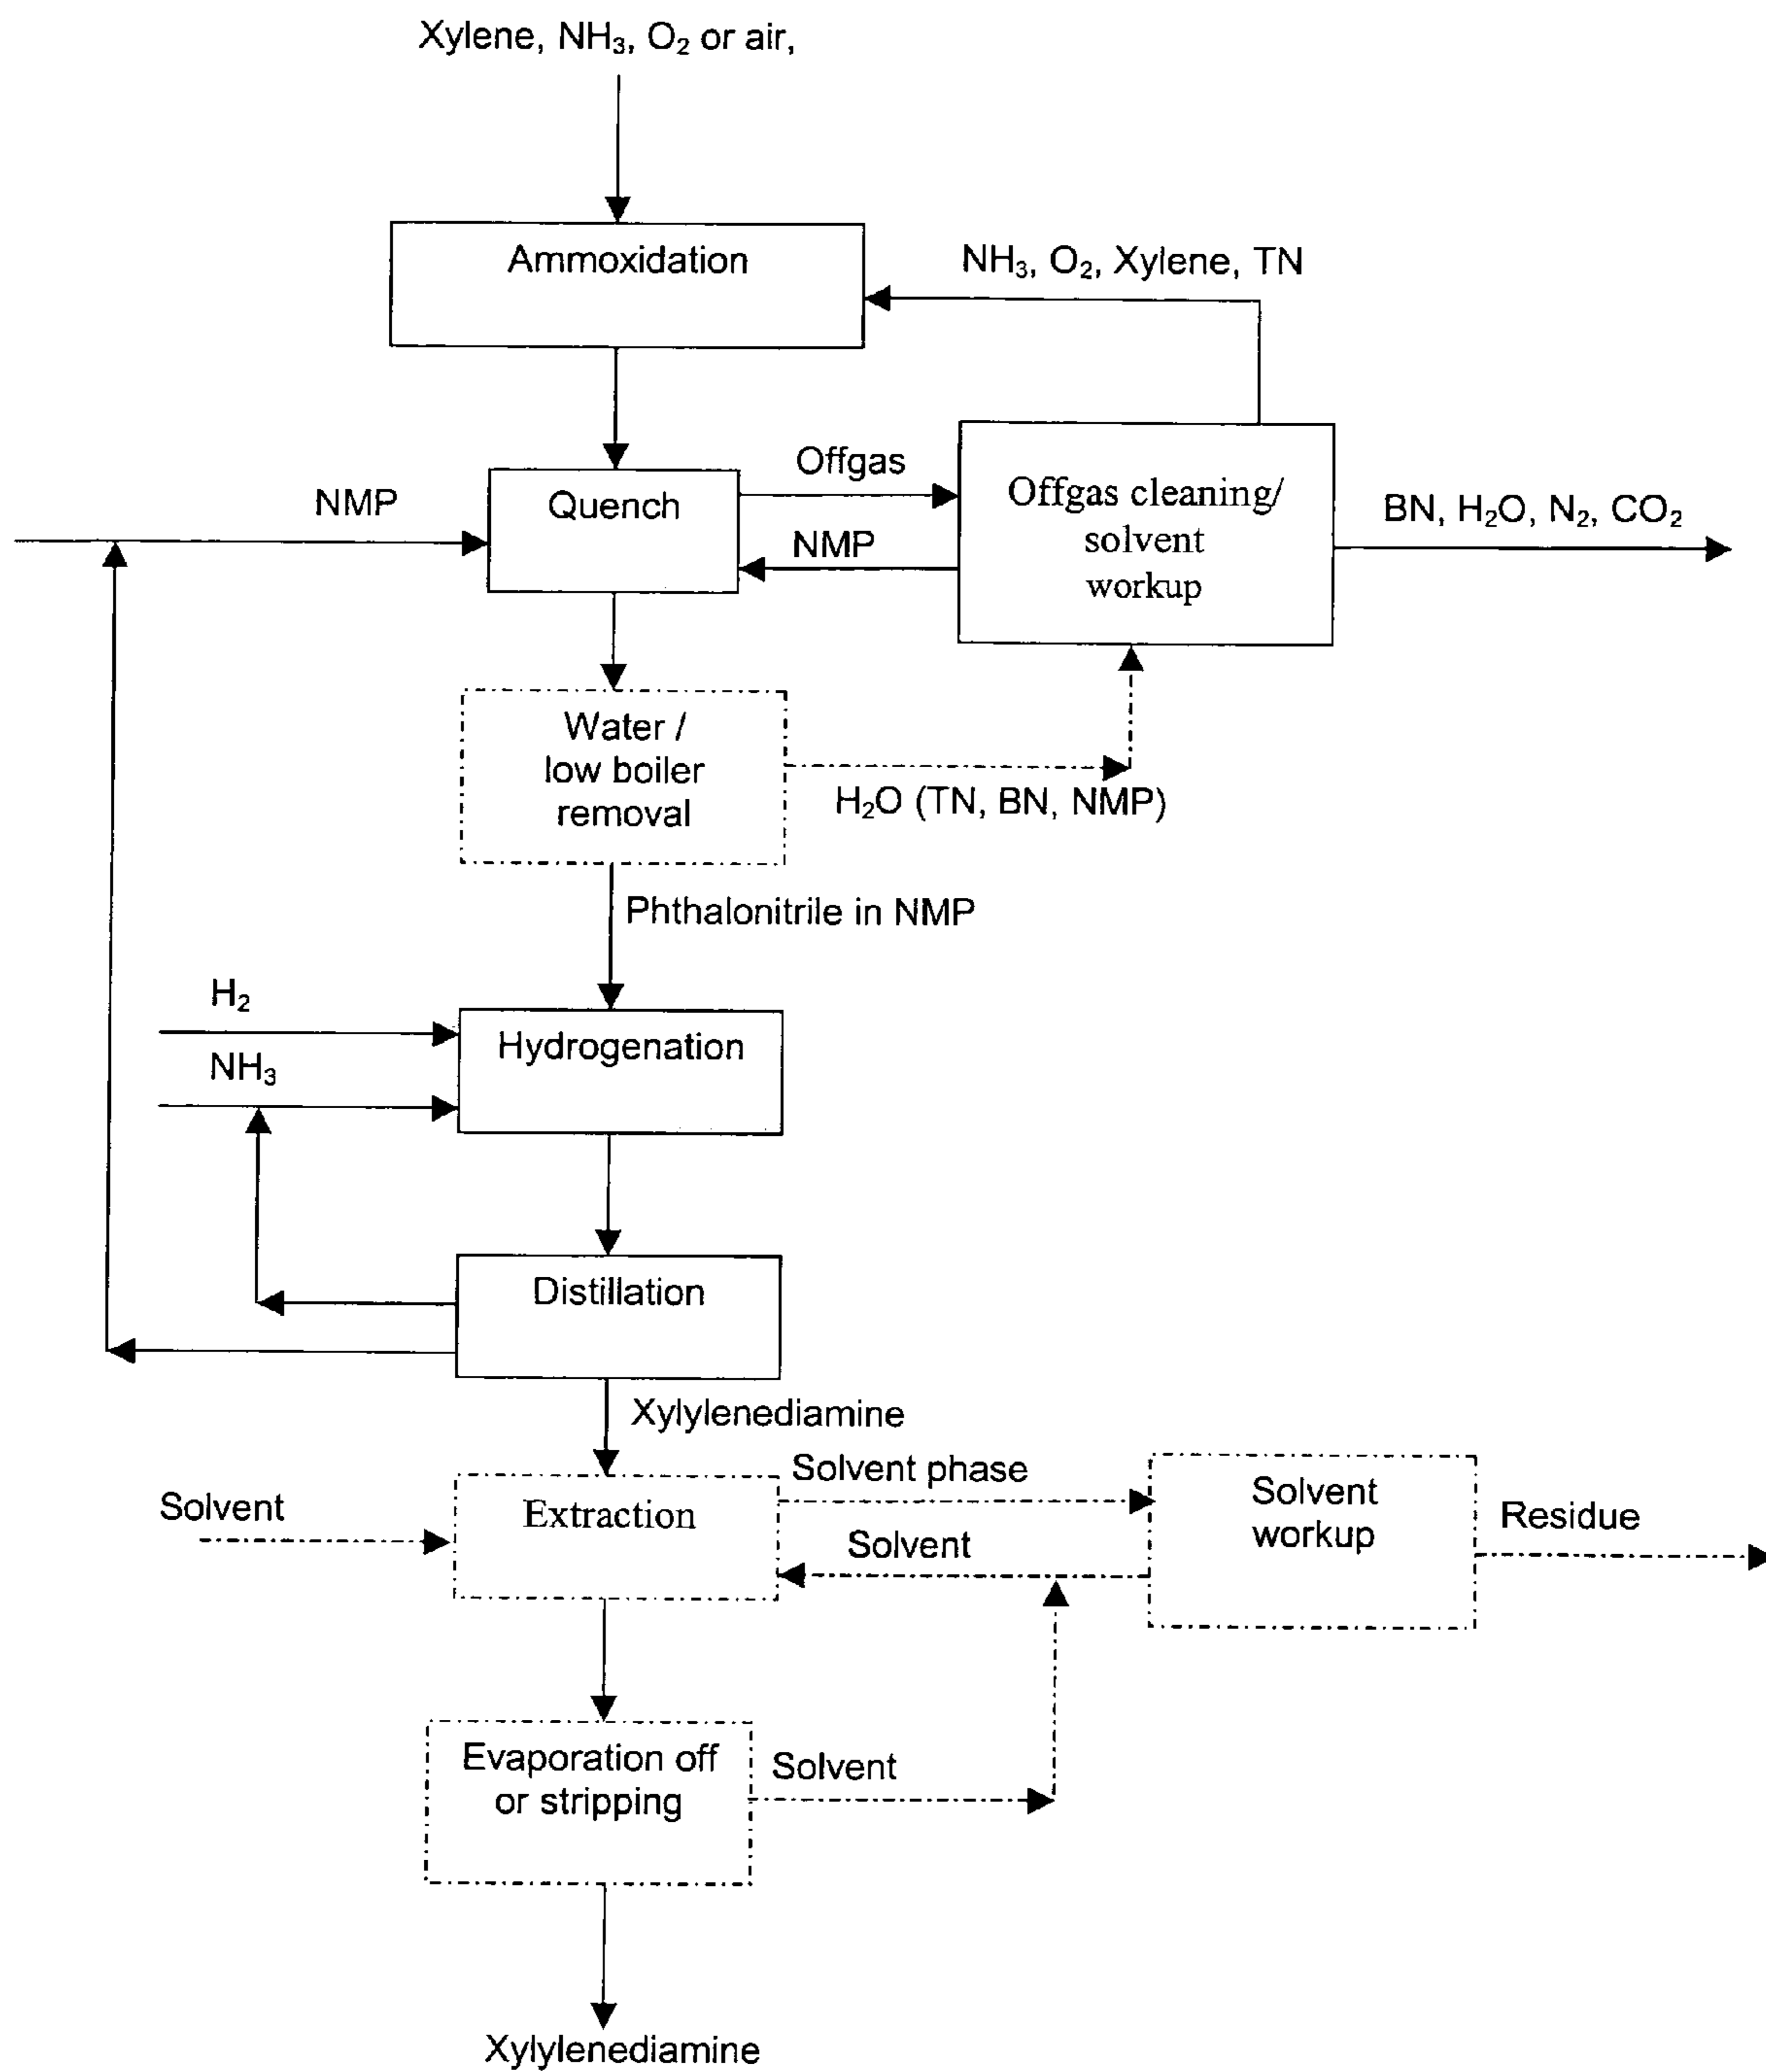 Xylene, NH₃, O₂ or air,
Ammoxidation
NH₃, O₂, Xylene, TN
Offgas
NMP
Quench
NMP
Offgas cleaning/
solvent
workup
BN, H₂O, N₂, CO₂
Water /
low boiler
removal
H₂O (TN, BN, NMP)
Phthalonitrile in NMP
H₂
NH₃
Hydrogenation
Distillation
Xylylenediamine
Solvent
Extraction
Solvent phase
Solvent
Solvent
workup
Residue
Evaporation off
or stripping
Solvent
Xylylenediamine